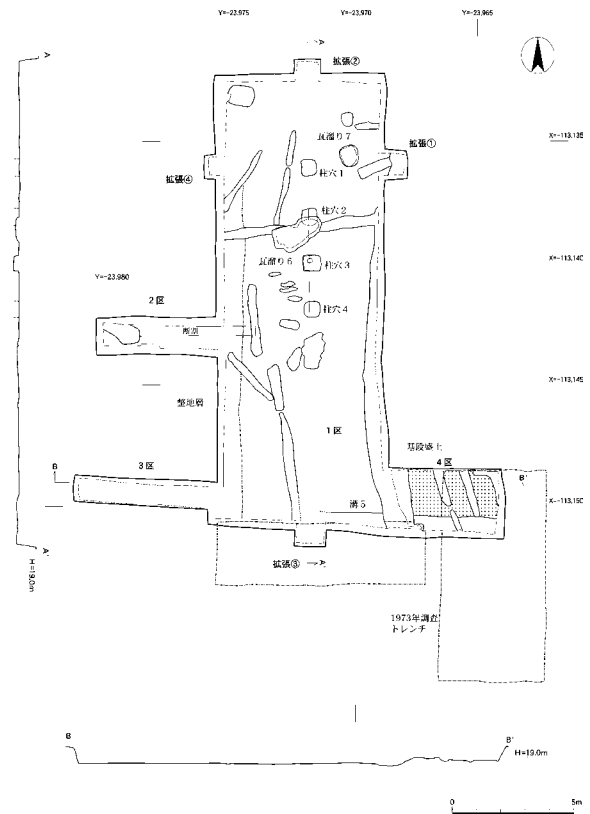 Y=-23,975
Y=-23,970
Y=-23,965
A
A
拡張②
X=-113,135
瓦溜り7
拡張①
柱穴1
拡張④
柱穴2
瓦溜り6
柱穴3
X=-113,140
Y=-23,980
2区
柱穴4
断割
X=-113,145
整地層
1区
基段盛土
3区
4区
B
B'
溝5
X=-113,150
A'
拡張③
A'
H=19.0m
1973年調査
トレンチ
B
B'
H=19.0m
0
5m